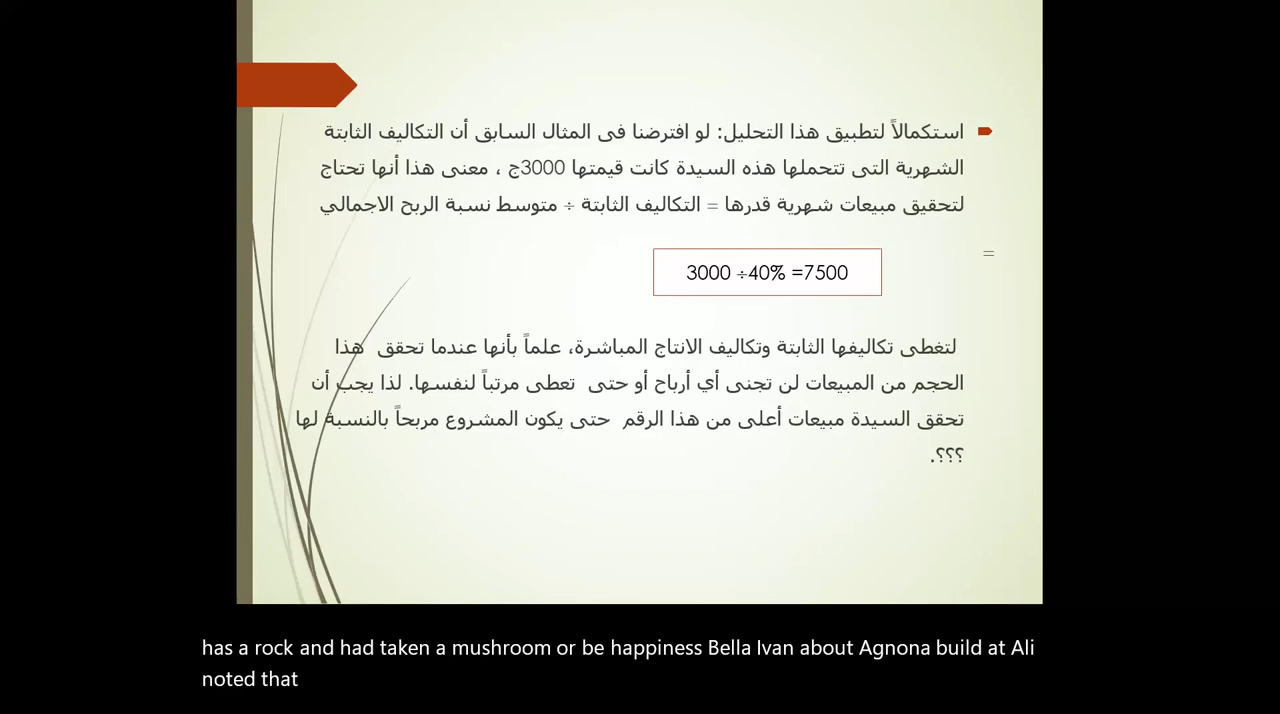 استكمالاً لتطبيق هذا التحليل: لو افترضنا فى المثال السابق أن التكاليف الثابتة
الشهرية التى تتحملها هذه السيدة كانت قيمتها 3000ج ، معنى هذا أنها تحتاج
لتحقيق مبيعات شهرية قدرها = التكاليف الثابتة ÷ متوسط نسبة الربح الاجمالي
=
3000 ÷40% =7500
لتغطى تكاليفها الثابتة وتكاليف الانتاج المباشرة، علماً بأنها عندما تحقق هذا
الحجم من المبيعات لن تجنى أي أرباح أو حتى تعطى مرتباً لنفسها. لذا يجب أن
تحقق السيدة مبيعات أعلى من هذا الرقم حتى يكون المشروع مربحاً بالنسبة لها
؟؟؟.
has a rock and had taken a mushroom or be happiness Bella Ivan about Agnona build at Ali
noted that